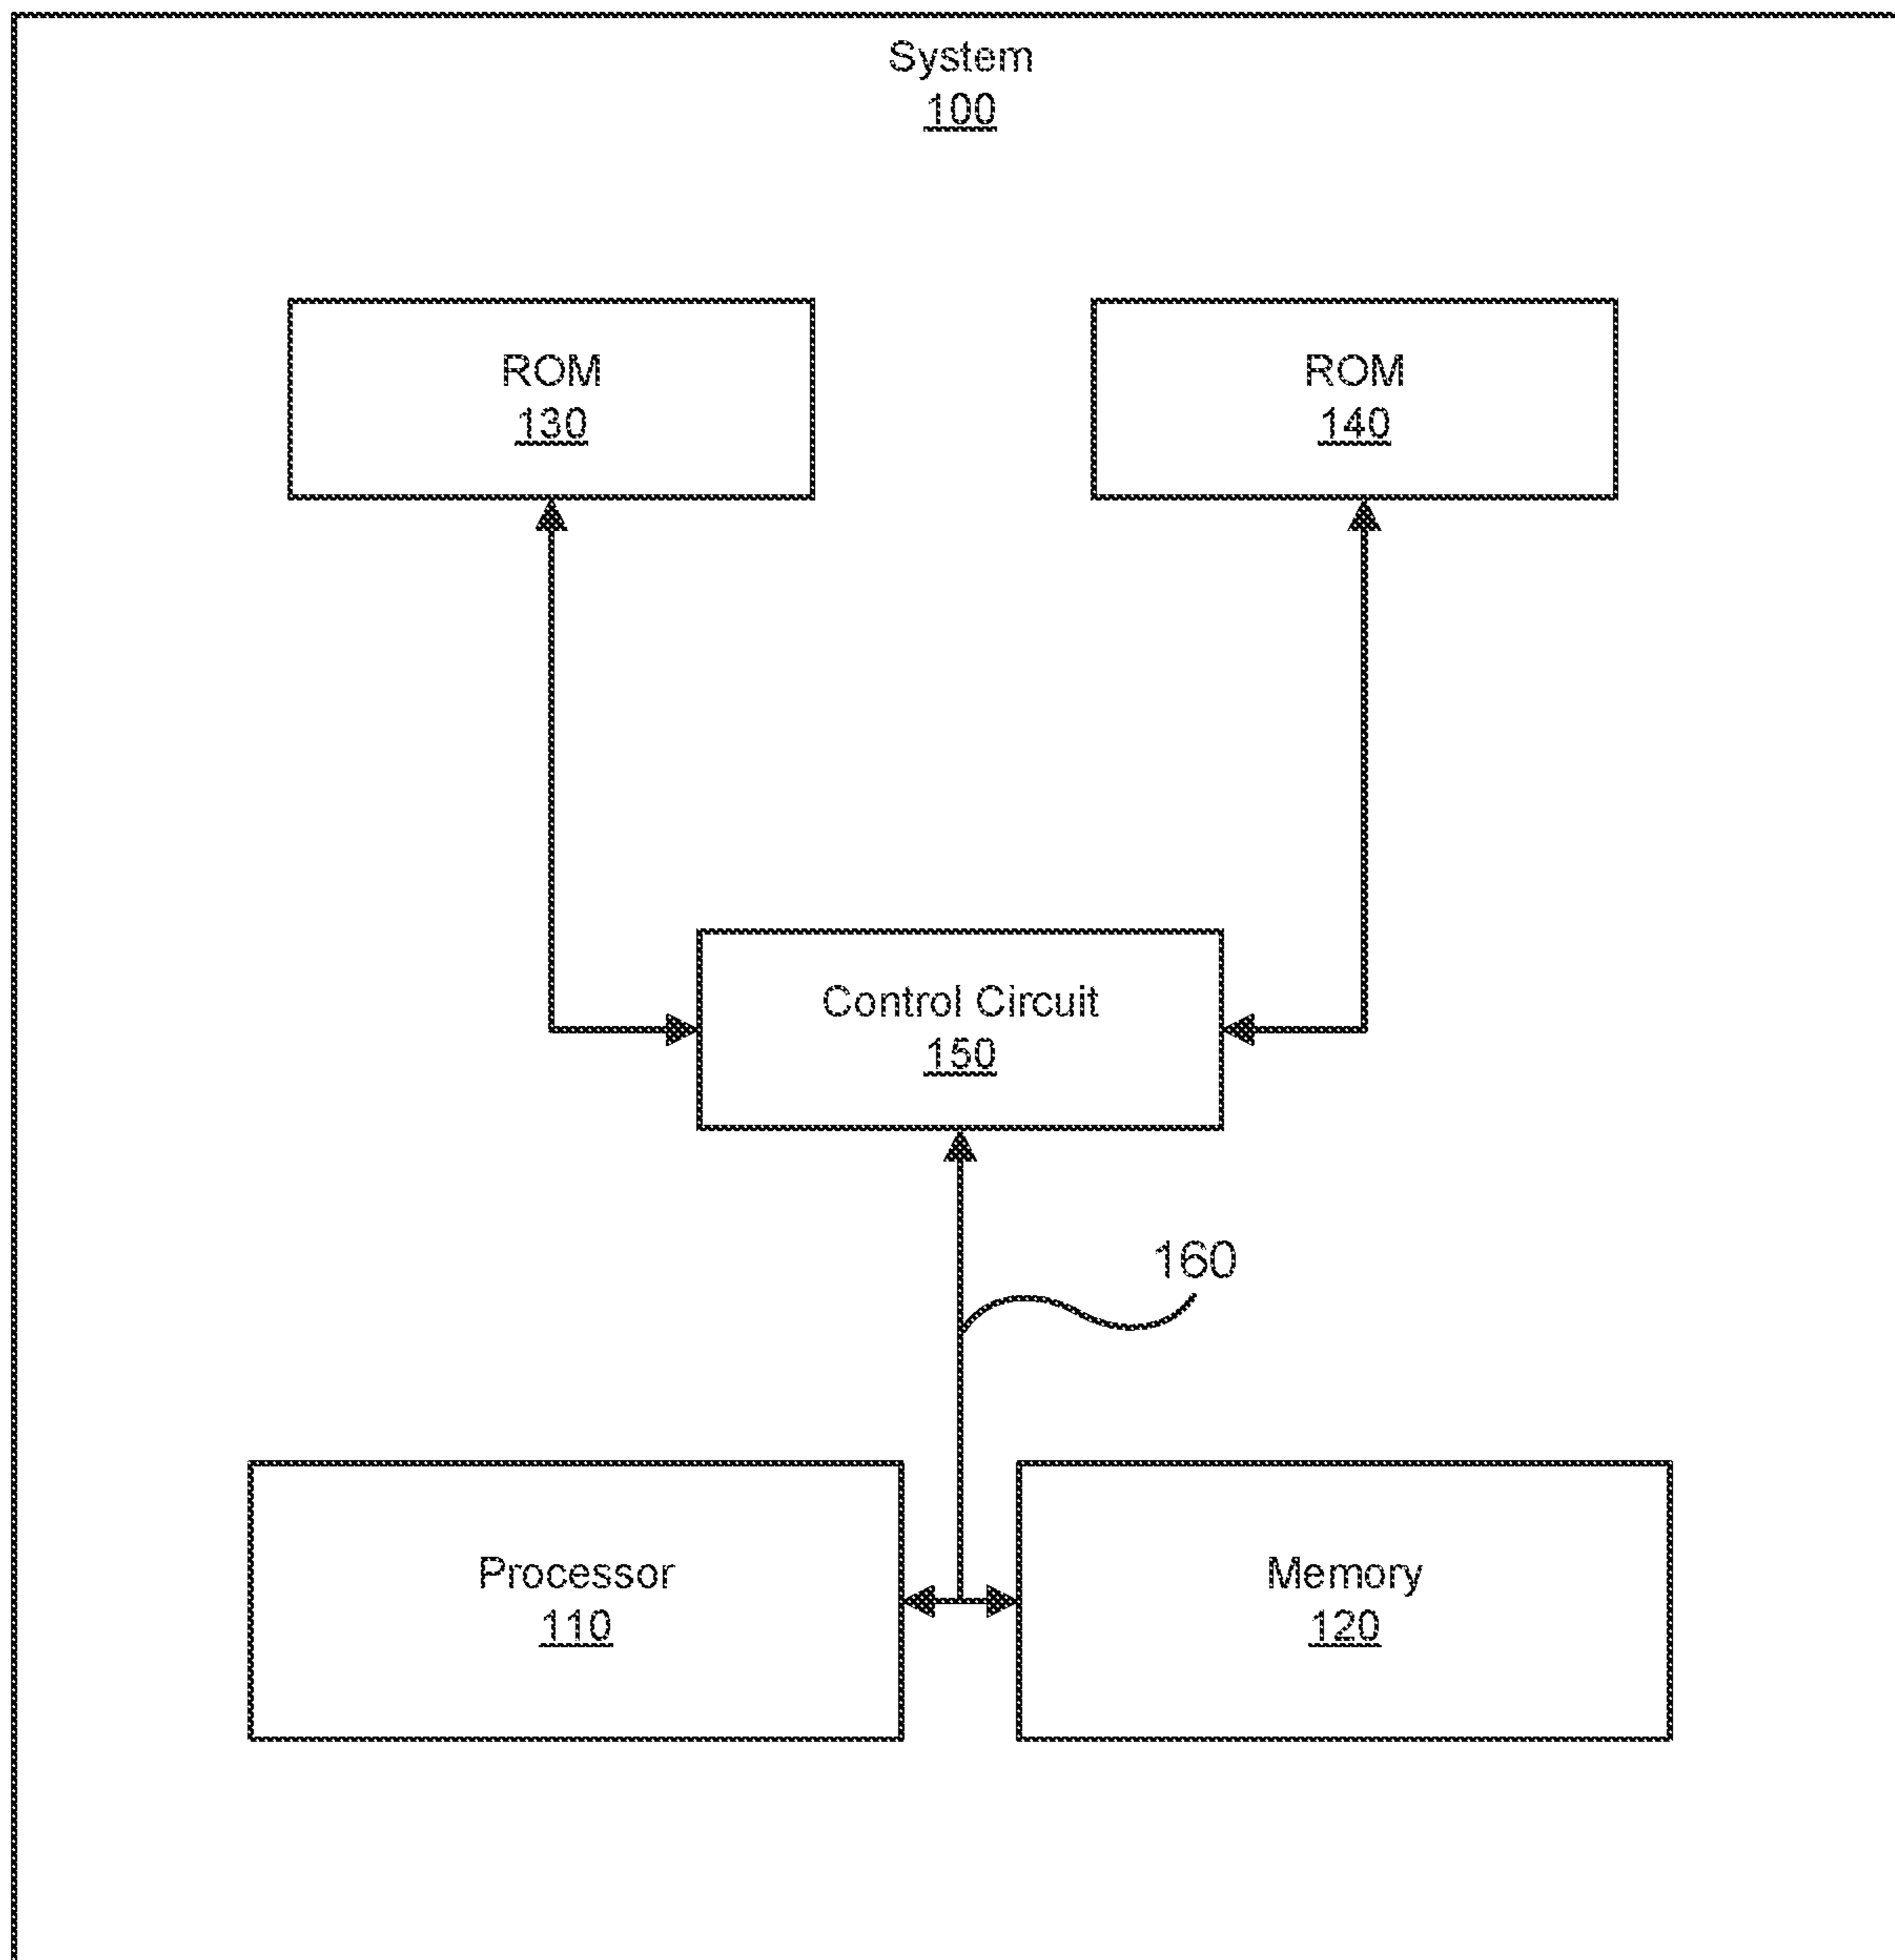 System
100
ROM
130
ROM
140
Control Circuit
150
160
Processor
110
Memory
120